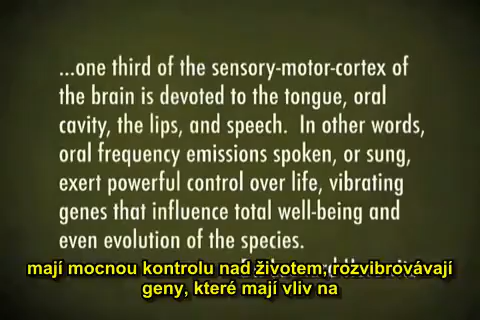 ...one third of the sensory-motor-cortex of
the brain is devoted to the tongue, oral
cavity, the lips, and speech.  In other words,
oral frequency emissions spoken, or sung,
exert powerful control over life, vibrating
genes that influence total well-being and
even evolution of the species.
mají mocnou kontrolu nad životem, rozvibrovávají
geny, které mají vliv na